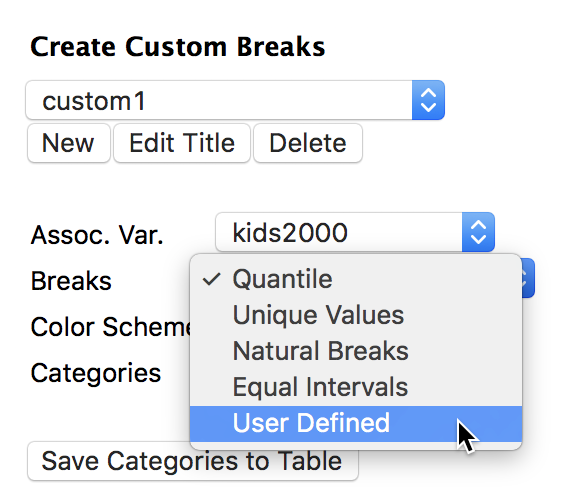 Create Custom Breaks
custom1
New Edit Title Delete
Assoc. Var. kids2000
Breaks ✓ Quantile
Unique Values
Color Scheme Natural Breaks
Categories Equal Intervals
User Defined
Save Categories to Table